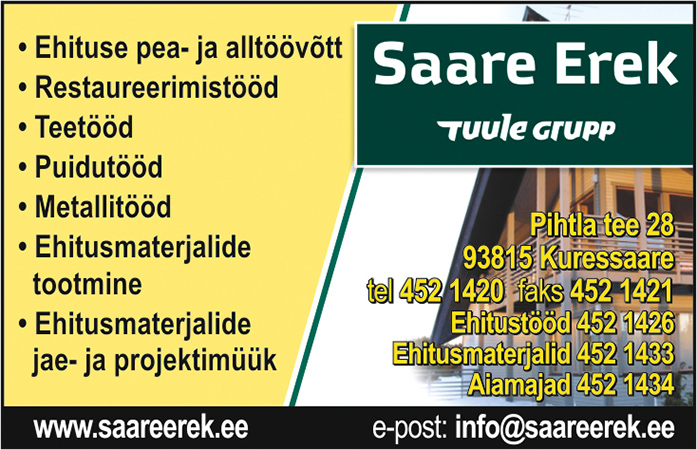 • Ehituse pea- ja alltöövõtt
• Restaureerimistööd
• Teetööd
• Puidutööd
• Metallitööd
• Ehitusmaterjalide
tootmine
• Ehitusmaterjalide
jae- ja projektimüük
Saare Erek
TUULE GRUPP
Pihtla tee 28
93815 Kuressaare
tel 452 1420 faks 452 1421
Ehitustööd 452 1426
Ehitusmaterjalid 452 1433
Aiamajad 452 1434
www.saareerek.ee
e-post: info@saareerek.ee